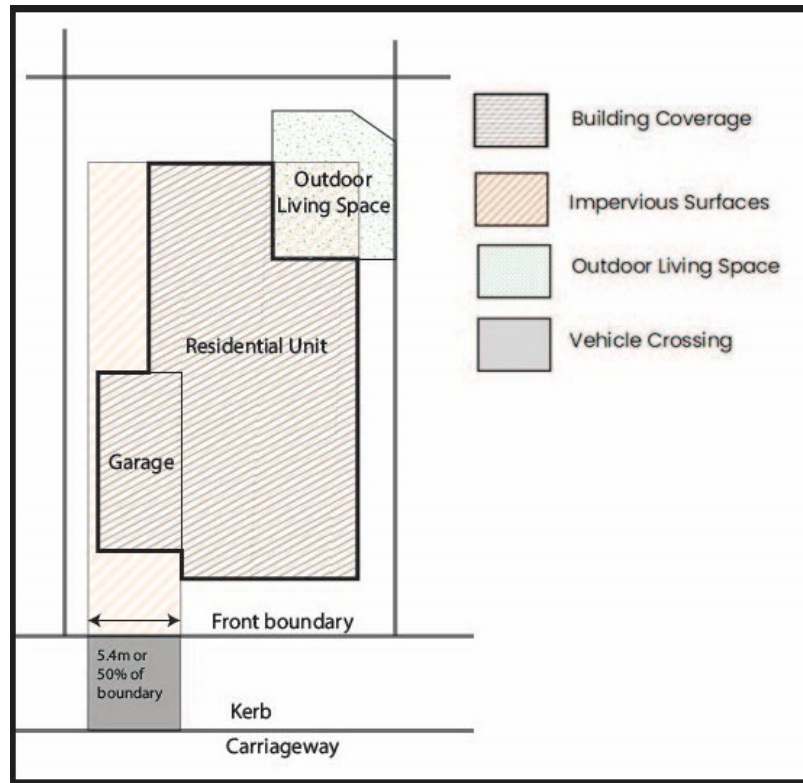 Building Coverage
Outdoor
Living Space
Impervious Surfaces
Outdoor Living Space
Residential Unit
Vehicle Crossing
Garage
Front boundary
5.4m or
50% of
boundary
Kerb
Carriageway